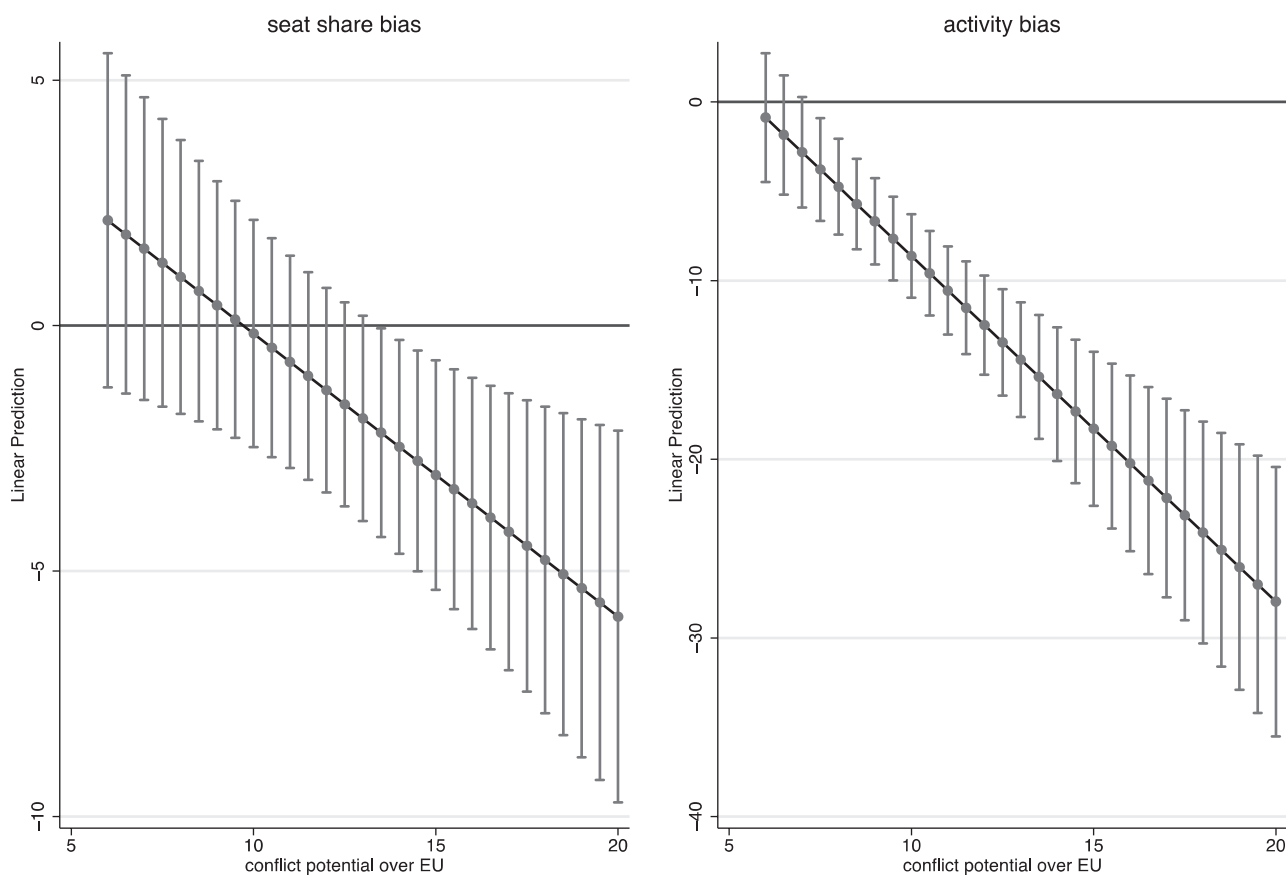 seat share bias
5
0
−5
−10
Linear Prediction
5
10
15
20
conflict potential over EU
activity bias
0
−10
−20
−30
−40
Linear Prediction
5
10
15
20
conflict potential over EU